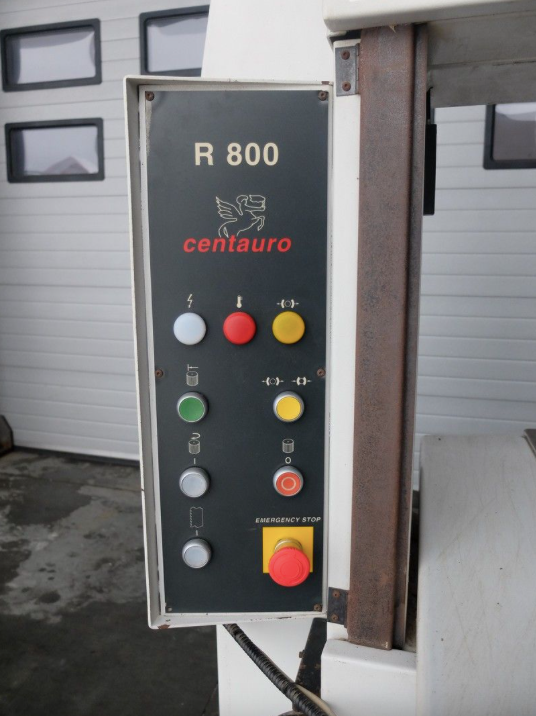 R 800
centauro
I
O
I
EMERGENCY STOP